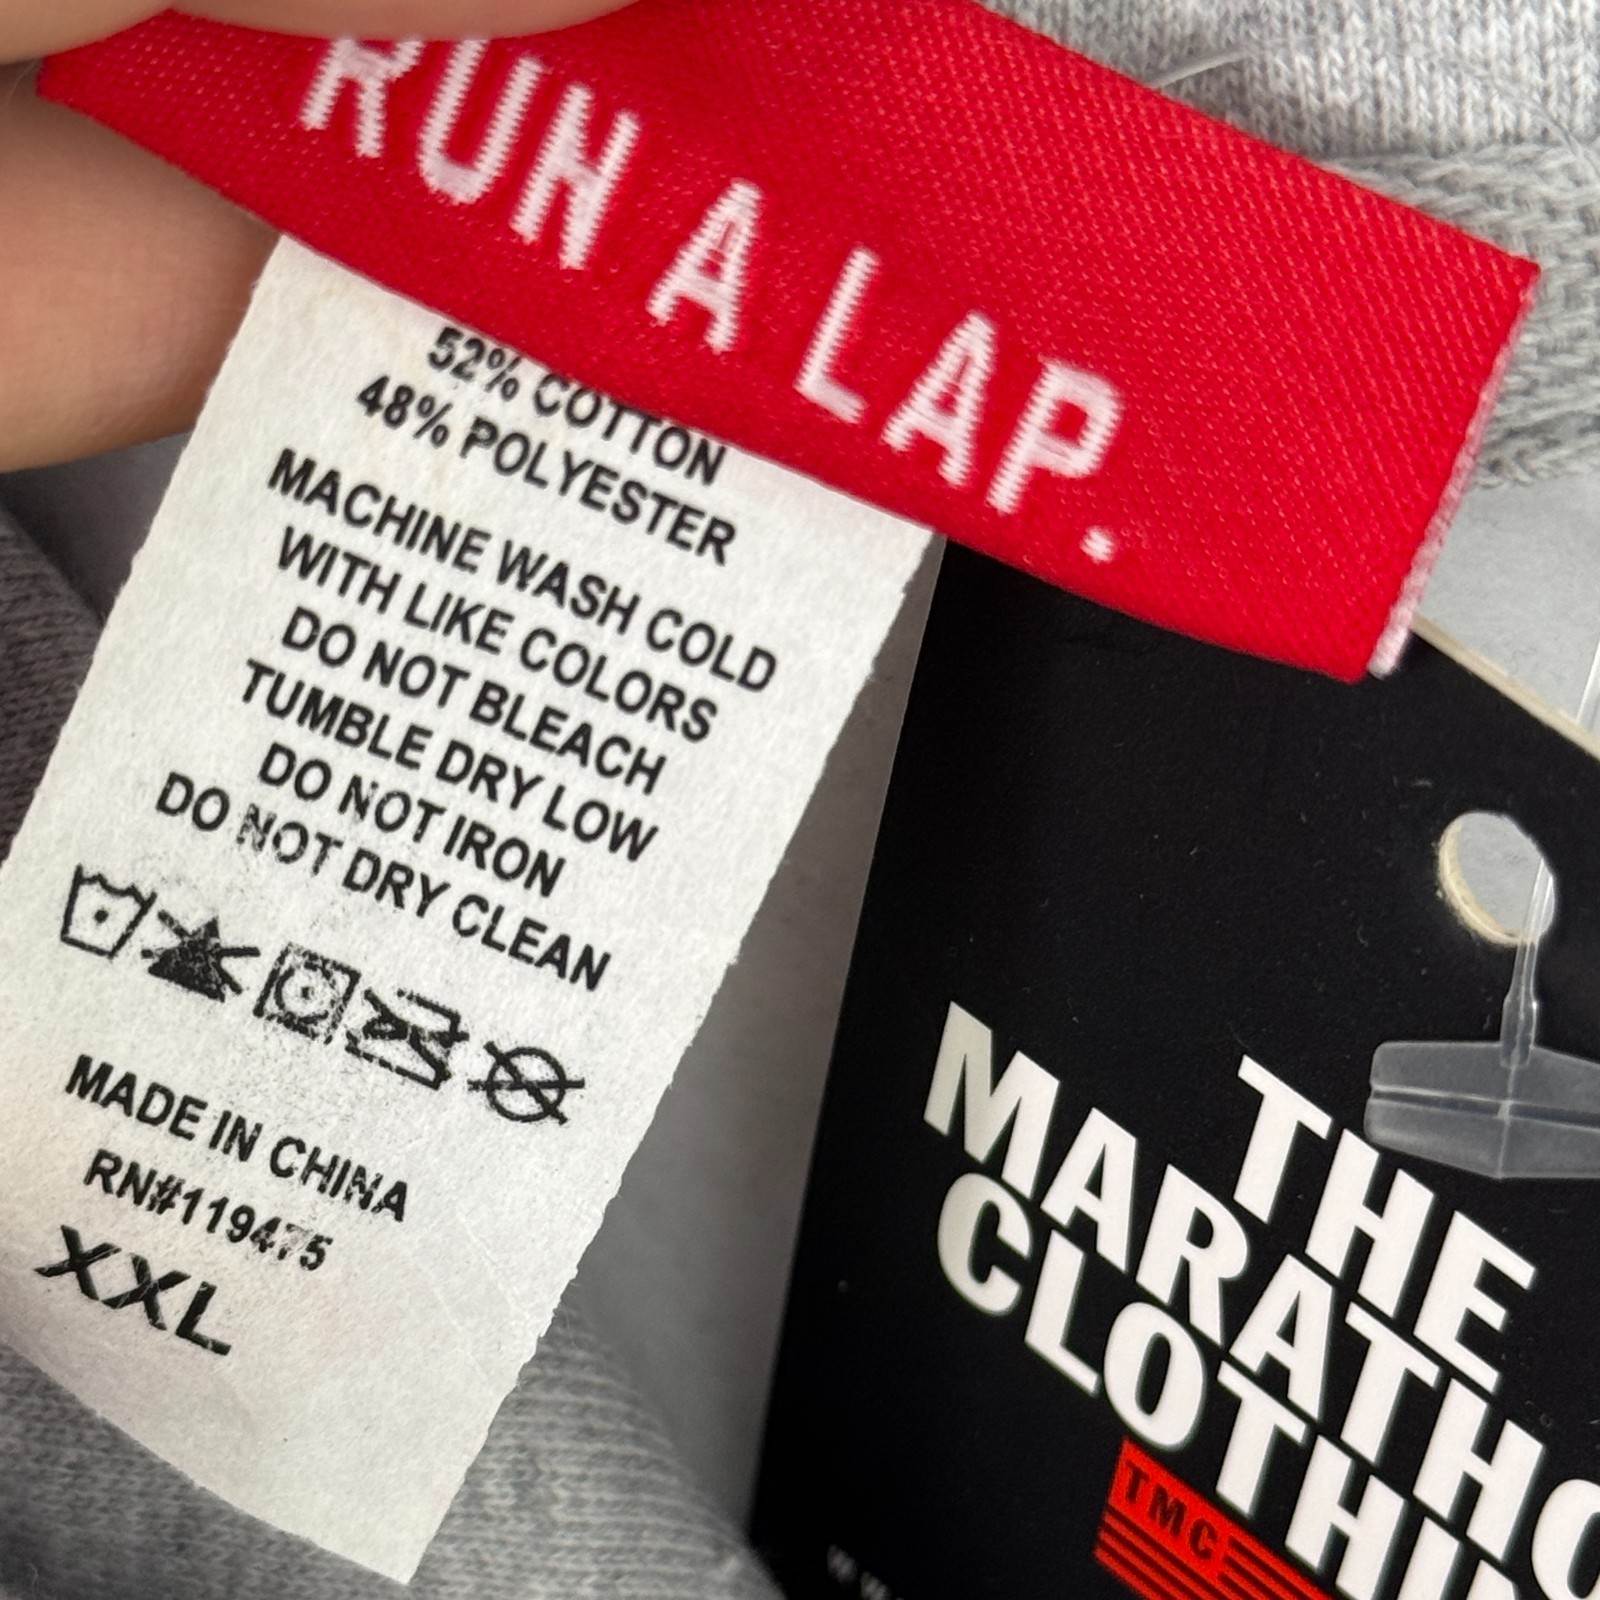 RUN A LAP.
52% COTTON
48% POLYESTER
MACHINE WASH COLD
WITH LIKE COLORS
DO NOT BLEACH
TUMBLE DRY LOW
DO NOT IRON
DO NOT DRY CLEAN
MADE IN CHINA
RN#119475
XXL
THE
MARATHO
CLOTHIN
TMC